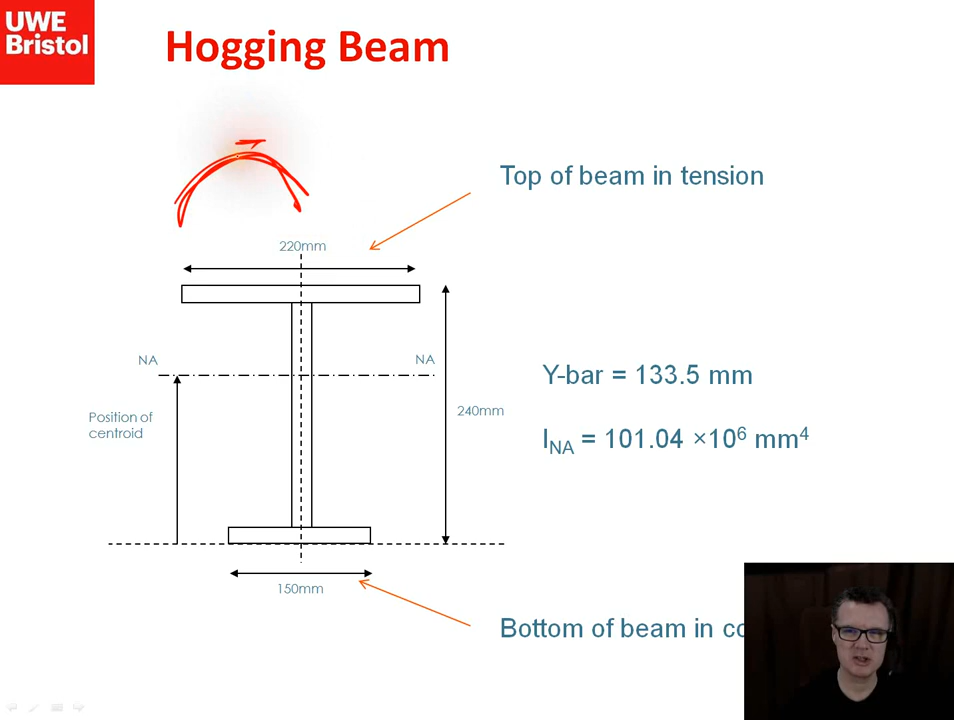 UWE
Bristol
Hogging Beam
Top of beam in tension
220mm
NA
NA
Y-bar = 133.5 mm
Position of
centroid
240mm
I_NA = 101.04 ×10⁶ mm⁴
150mm
Bottom of beam in co